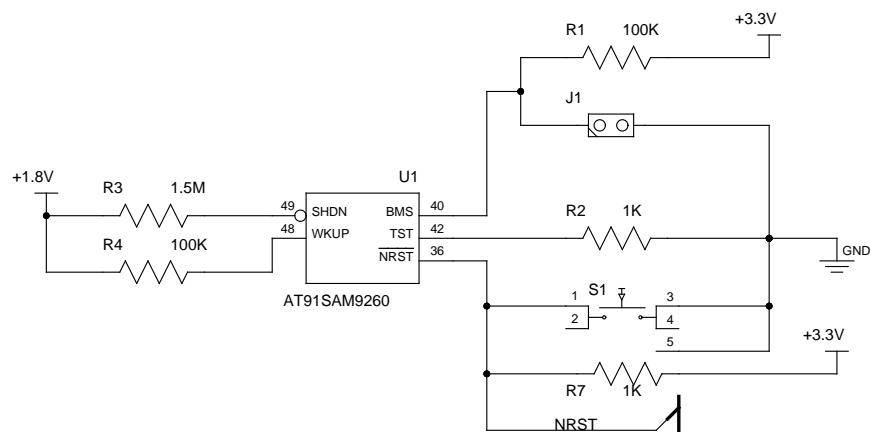 +3.3V
R1 100K
J1
+1.8V
U1
R3 1.5M
49 SHDN BMS 40
R2 1K
48 WKUP TST 42
R4 100K
NRST 36
GND
AT91SAM9260
S1
1 3
2 4
5
+3.3V
R7 1K
NRST